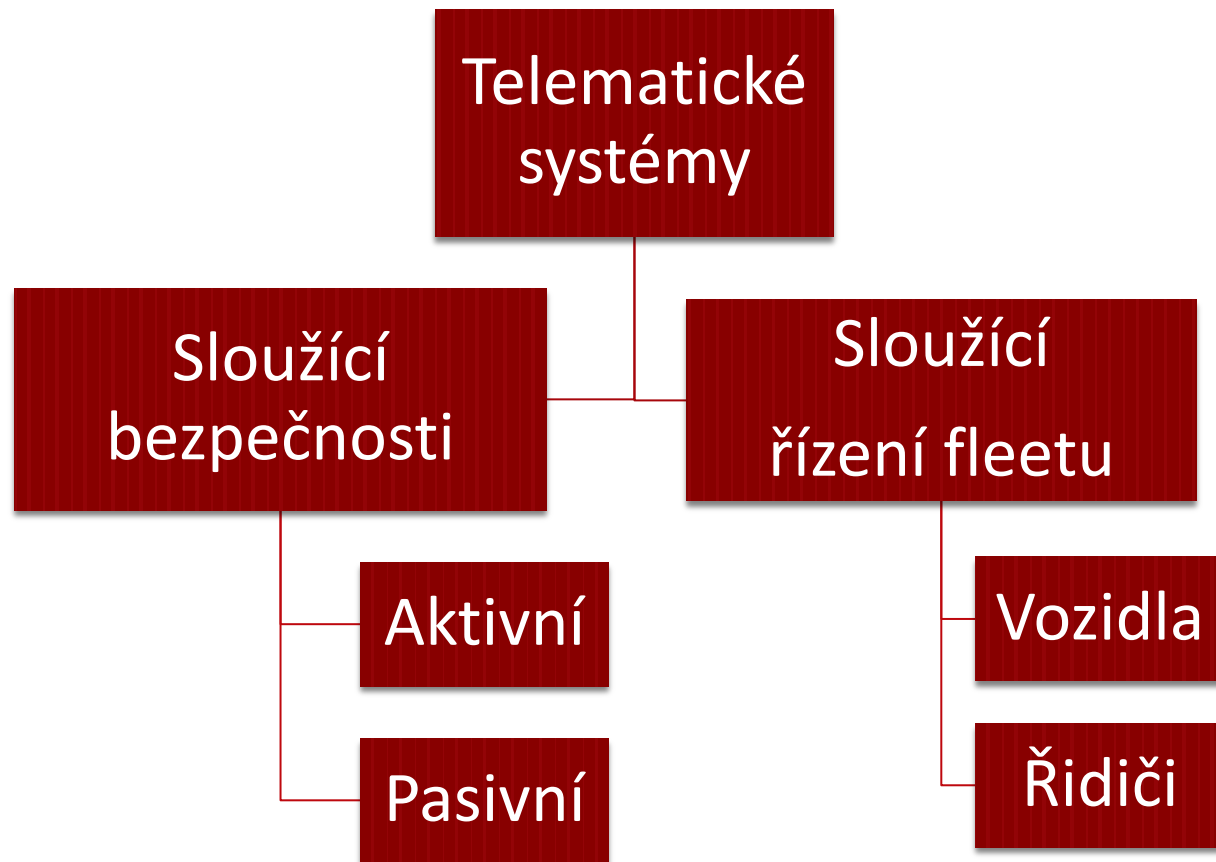 Telematické
systémy
Sloužící
bezpečnosti
Sloužící
řízení fleetu
Aktivní
Pasivní
Vozidla
Řidiči